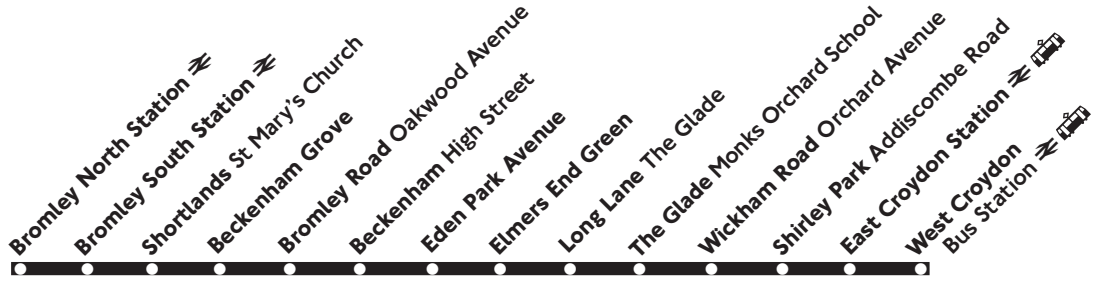 Bromley North Station
Bromley South Station
Shortlands St Mary's Church
Beckenham Grove
Bromley Road Oakwood Avenue
Beckenham High Street
Eden Park Avenue
Elmers End Green
Long Lane The Glade
The Glade Monks Orchard School
Wickham Road Orchard Avenue
Shirley Park Addiscombe Road
East Croydon Station
West Croydon
Bus Station